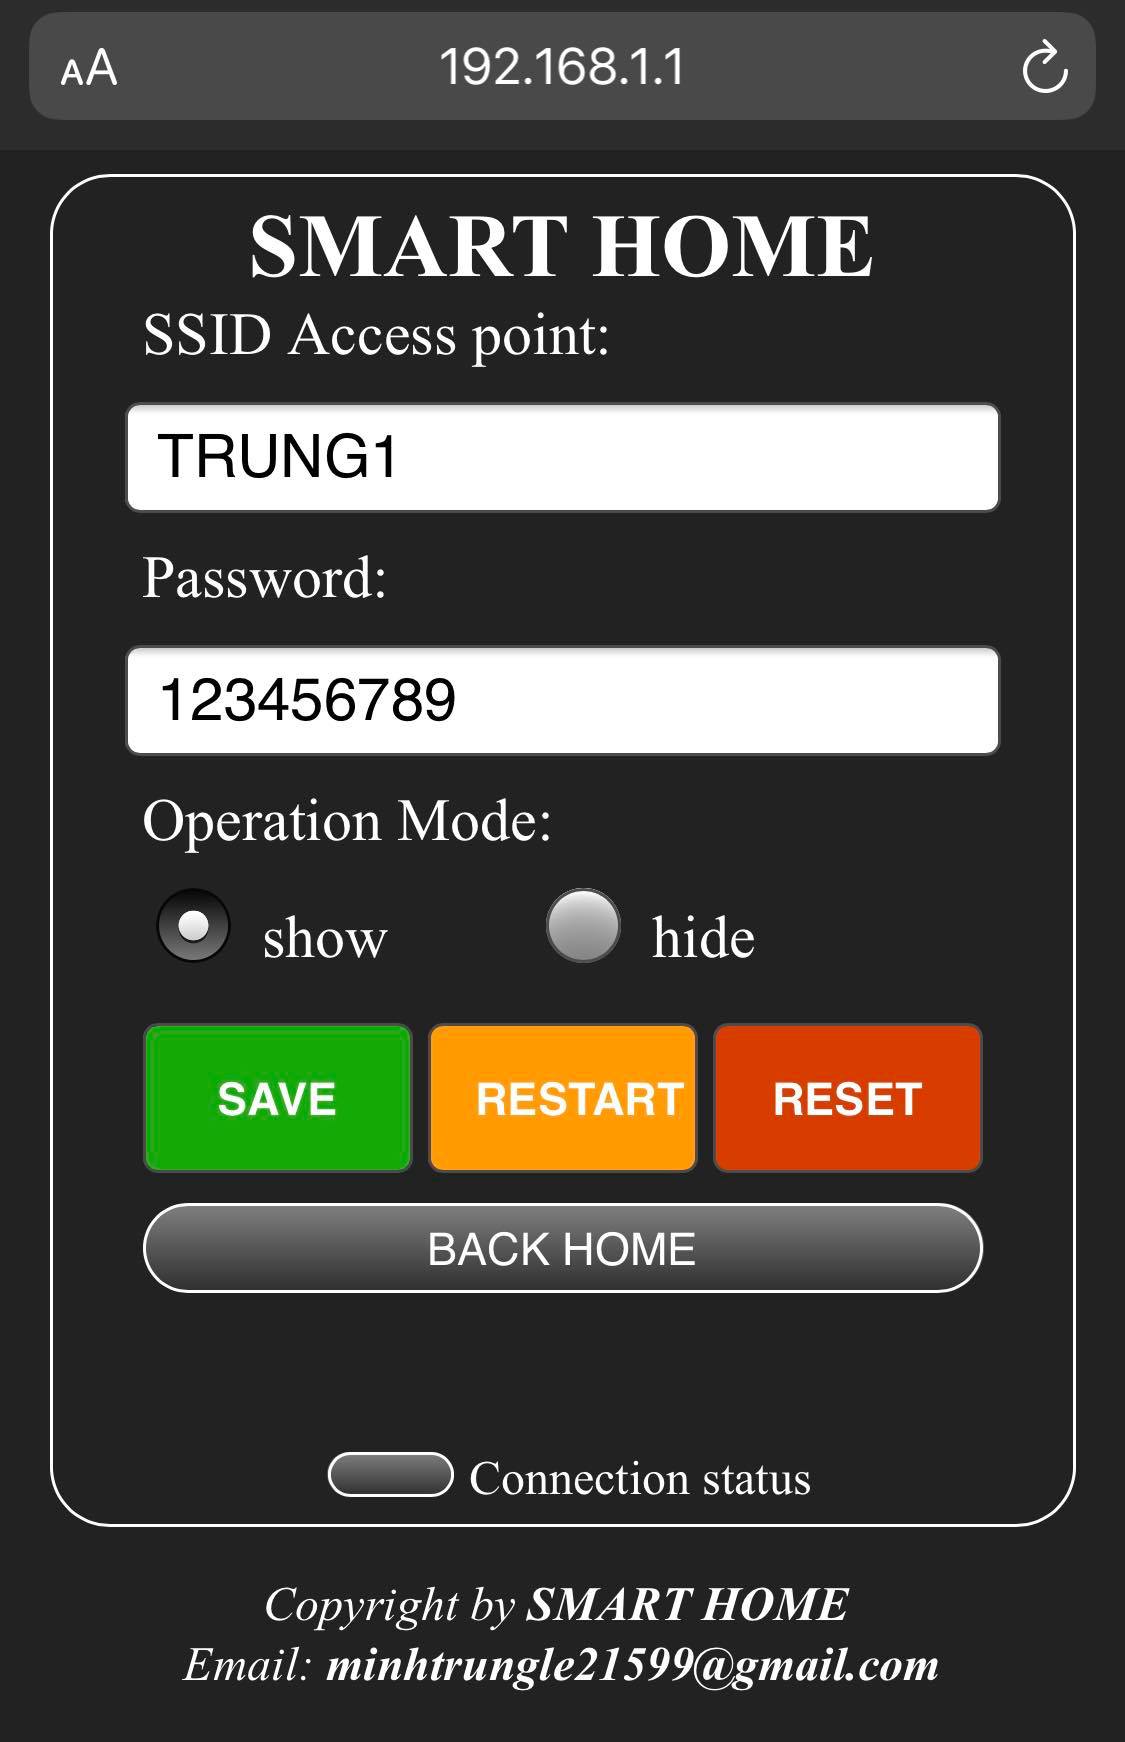 AA 192.168.1.1
SMART HOME
SSID Access point:
TRUNG1
Password:
123456789
Operation Mode:
show hide
SAVE RESTART RESET
BACK HOME
Connection status
Copyright by SMART HOME
Email: minhtrungle21599@gmail.com